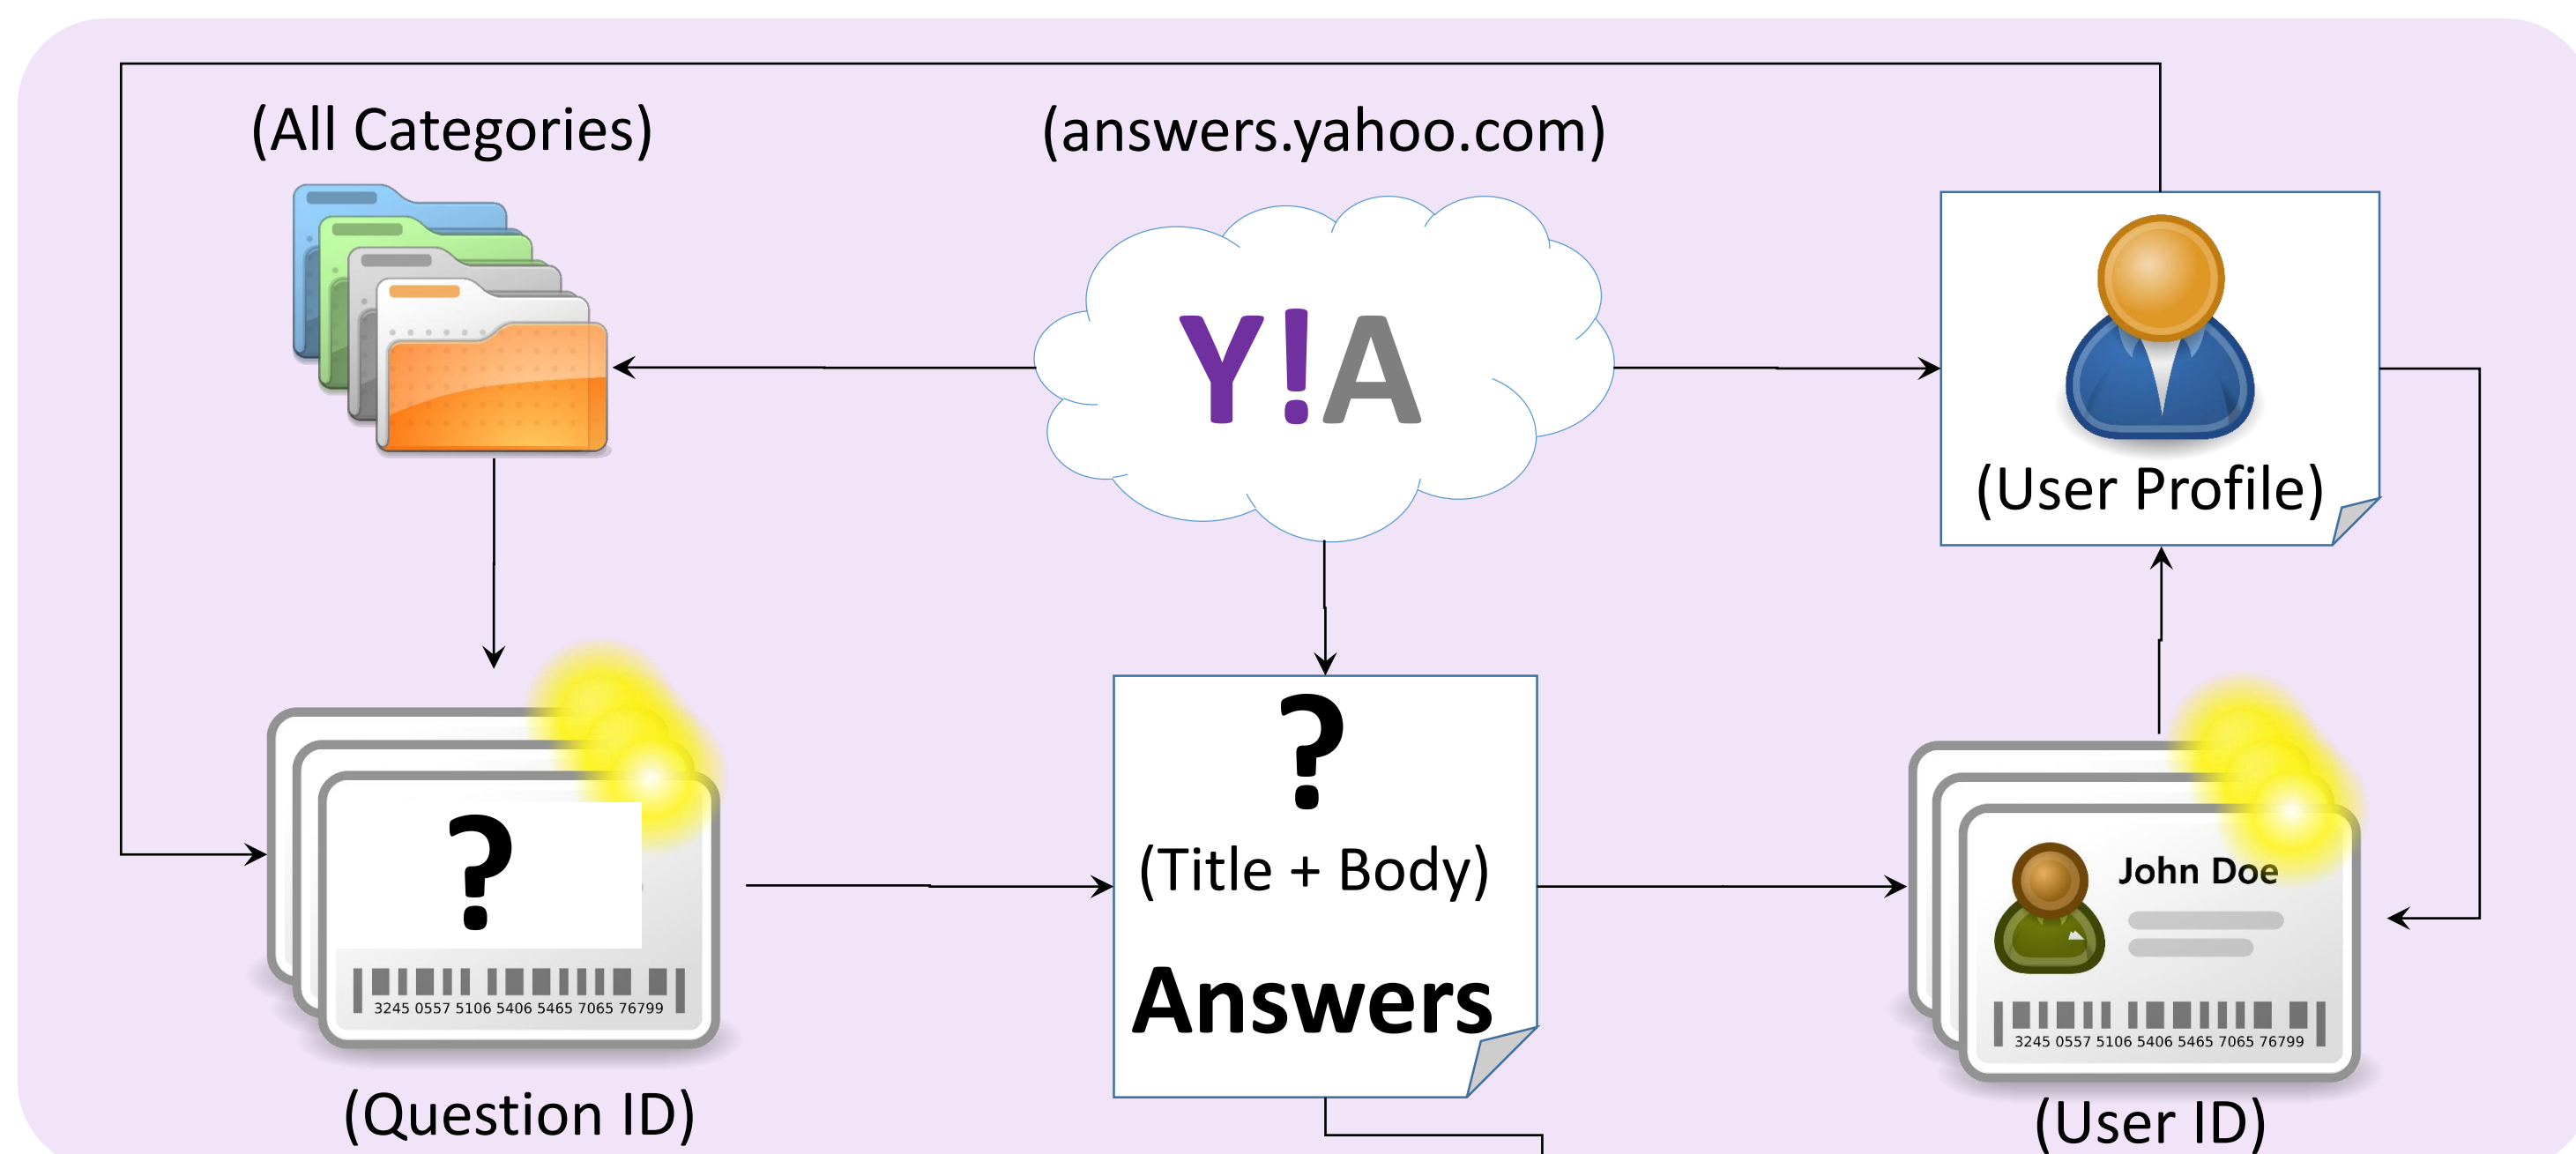 (All Categories)
(answers.yahoo.com)
Y!A
(User Profile)
?
(Title + Body)
Answers
?
3245 0557 5106 5406 5465 7065 76799
(Question ID)
John Doe
3245 0557 5106 5406 5465 7065 76799
(User ID)